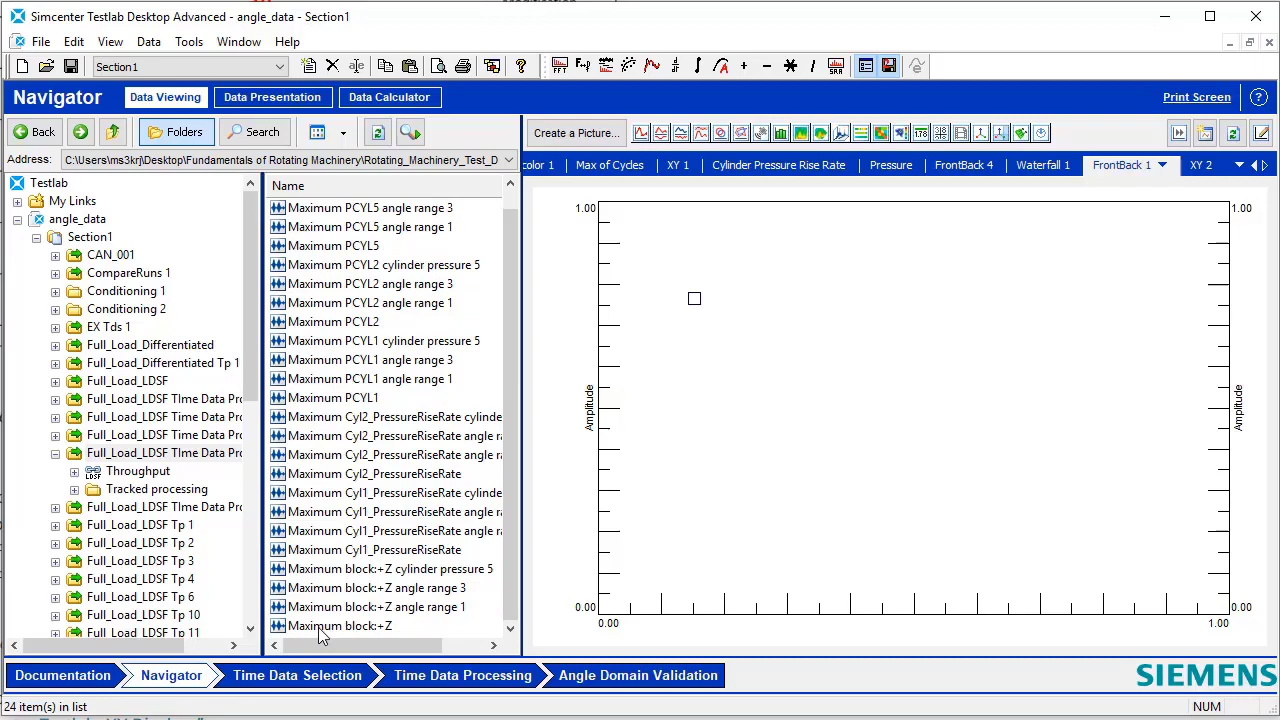 Simcenter Testlab Desktop Advanced - angle_data - Section1
File Edit View Data Tools Window Help
Section1
Navigator Data Viewing Data Presentation Data Calculator Print Screen
Back Folders Search Create a Picture...
Address: C:\Users\ms3krj\Desktop\Fundamentals of Rotating Machinery\Rotating_Machinery_Test_D
color 1 Max of Cycles XY 1 Cylinder Pressure Rise Rate Pressure FrontBack 4 Waterfall 1 FrontBack 1 XY 2
Testlab
My Links
angle_data
Section1
CAN_001
CompareRuns 1
Conditioning 1
Conditioning 2
EX Tds 1
Full_Load_Differentiated
Full_Load_Differentiated Tp 1
Full_Load_LDSF
Full_Load_LDSF TIme Data Pro
Full_Load_LDSF Time Data Pro
Full_Load_LDSF Time Data Pro
Full_Load_LDSF TIme Data Pro
Throughput
Tracked processing
Full_Load_LDSF TIme Data Pro
Full_Load_LDSF Tp 1
Full_Load_LDSF Tp 2
Full_Load_LDSF Tp 3
Full_Load_LDSF Tp 4
Full_Load_LDSF Tp 6
Full_Load_LDSF Tp 10
Full_Load_LDSF Tp 11
Name
Maximum PCYL5 angle range 3
Maximum PCYL5 angle range 1
Maximum PCYL5
Maximum PCYL2 cylinder pressure 5
Maximum PCYL2 angle range 3
Maximum PCYL2 angle range 1
Maximum PCYL2
Maximum PCYL1 cylinder pressure 5
Maximum PCYL1 angle range 3
Maximum PCYL1 angle range 1
Maximum PCYL1
Maximum Cyl2_PressureRiseRate cylinde
Maximum Cyl2_PressureRiseRate angle ra
Maximum Cyl2_PressureRiseRate angle ra
Maximum Cyl2_PressureRiseRate
Maximum Cyl1_PressureRiseRate cylinde
Maximum Cyl1_PressureRiseRate angle ra
Maximum Cyl1_PressureRiseRate angle ra
Maximum Cyl1_PressureRiseRate
Maximum block:+Z cylinder pressure 5
Maximum block:+Z angle range 3
Maximum block:+Z angle range 1
Maximum block:+Z
1.00 1.00
Amplitude Amplitude
0.00 0.00
0.00 1.00
Documentation Navigator Time Data Selection Time Data Processing Angle Domain Validation SIEMENS
24 item(s) in list NUM